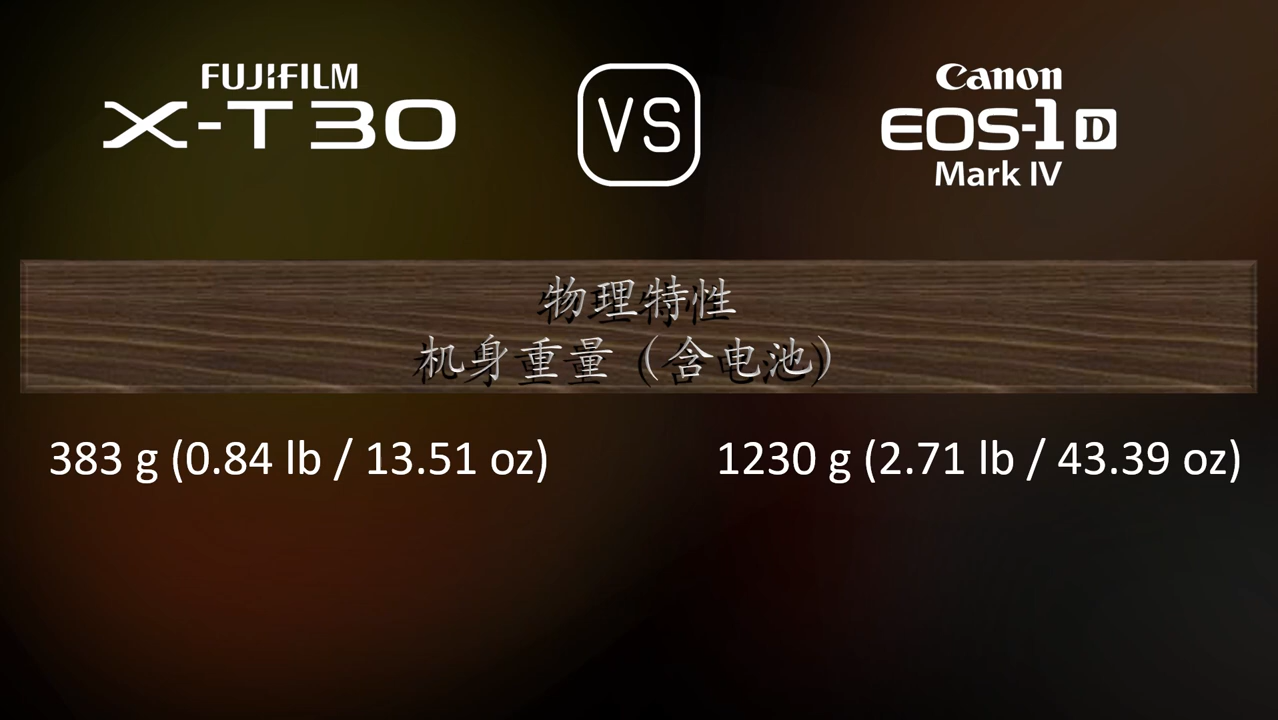 FUJIFILM
X-T30
VS
Canon
EOS-1D
Mark IV
物理特性
机身重量（含电池）
383 g (0.84 lb / 13.51 oz)
1230 g (2.71 lb / 43.39 oz)